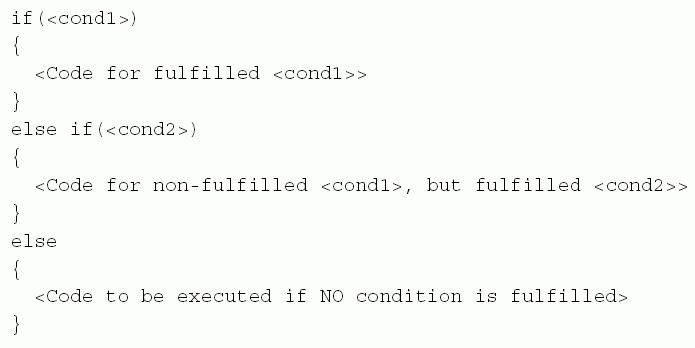 if(<cond1>)
{
  <Code for fulfilled <cond1>>
}
else if(<cond2>)
{
  <Code for non-fulfilled <cond1>, but fulfilled <cond2>>
}
else
{
  <Code to be executed if NO condition is fulfilled>
}